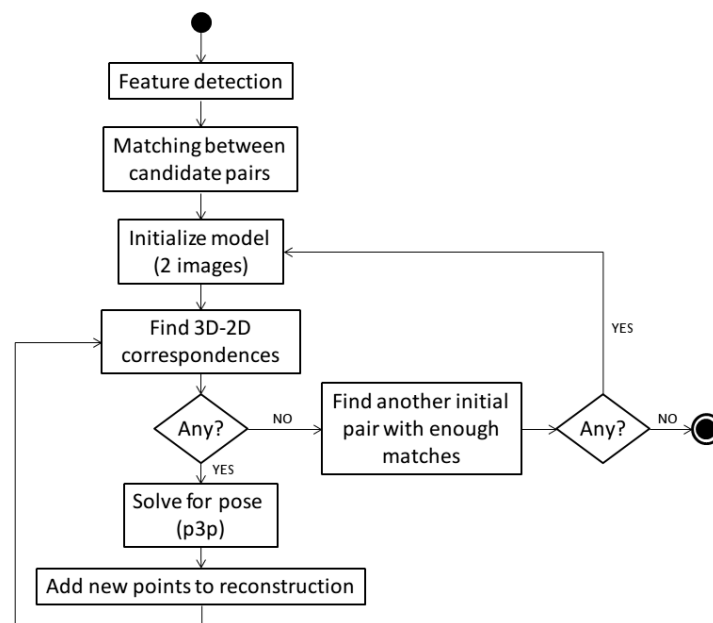 Feature detection
Matching between
candidate pairs
Initialize model
(2 images)
Find 3D-2D
correspondences
Any?
NO
YES
Find another initial
pair with enough
matches
Any?
YES
NO
Solve for pose
(p3p)
Add new points to reconstruction